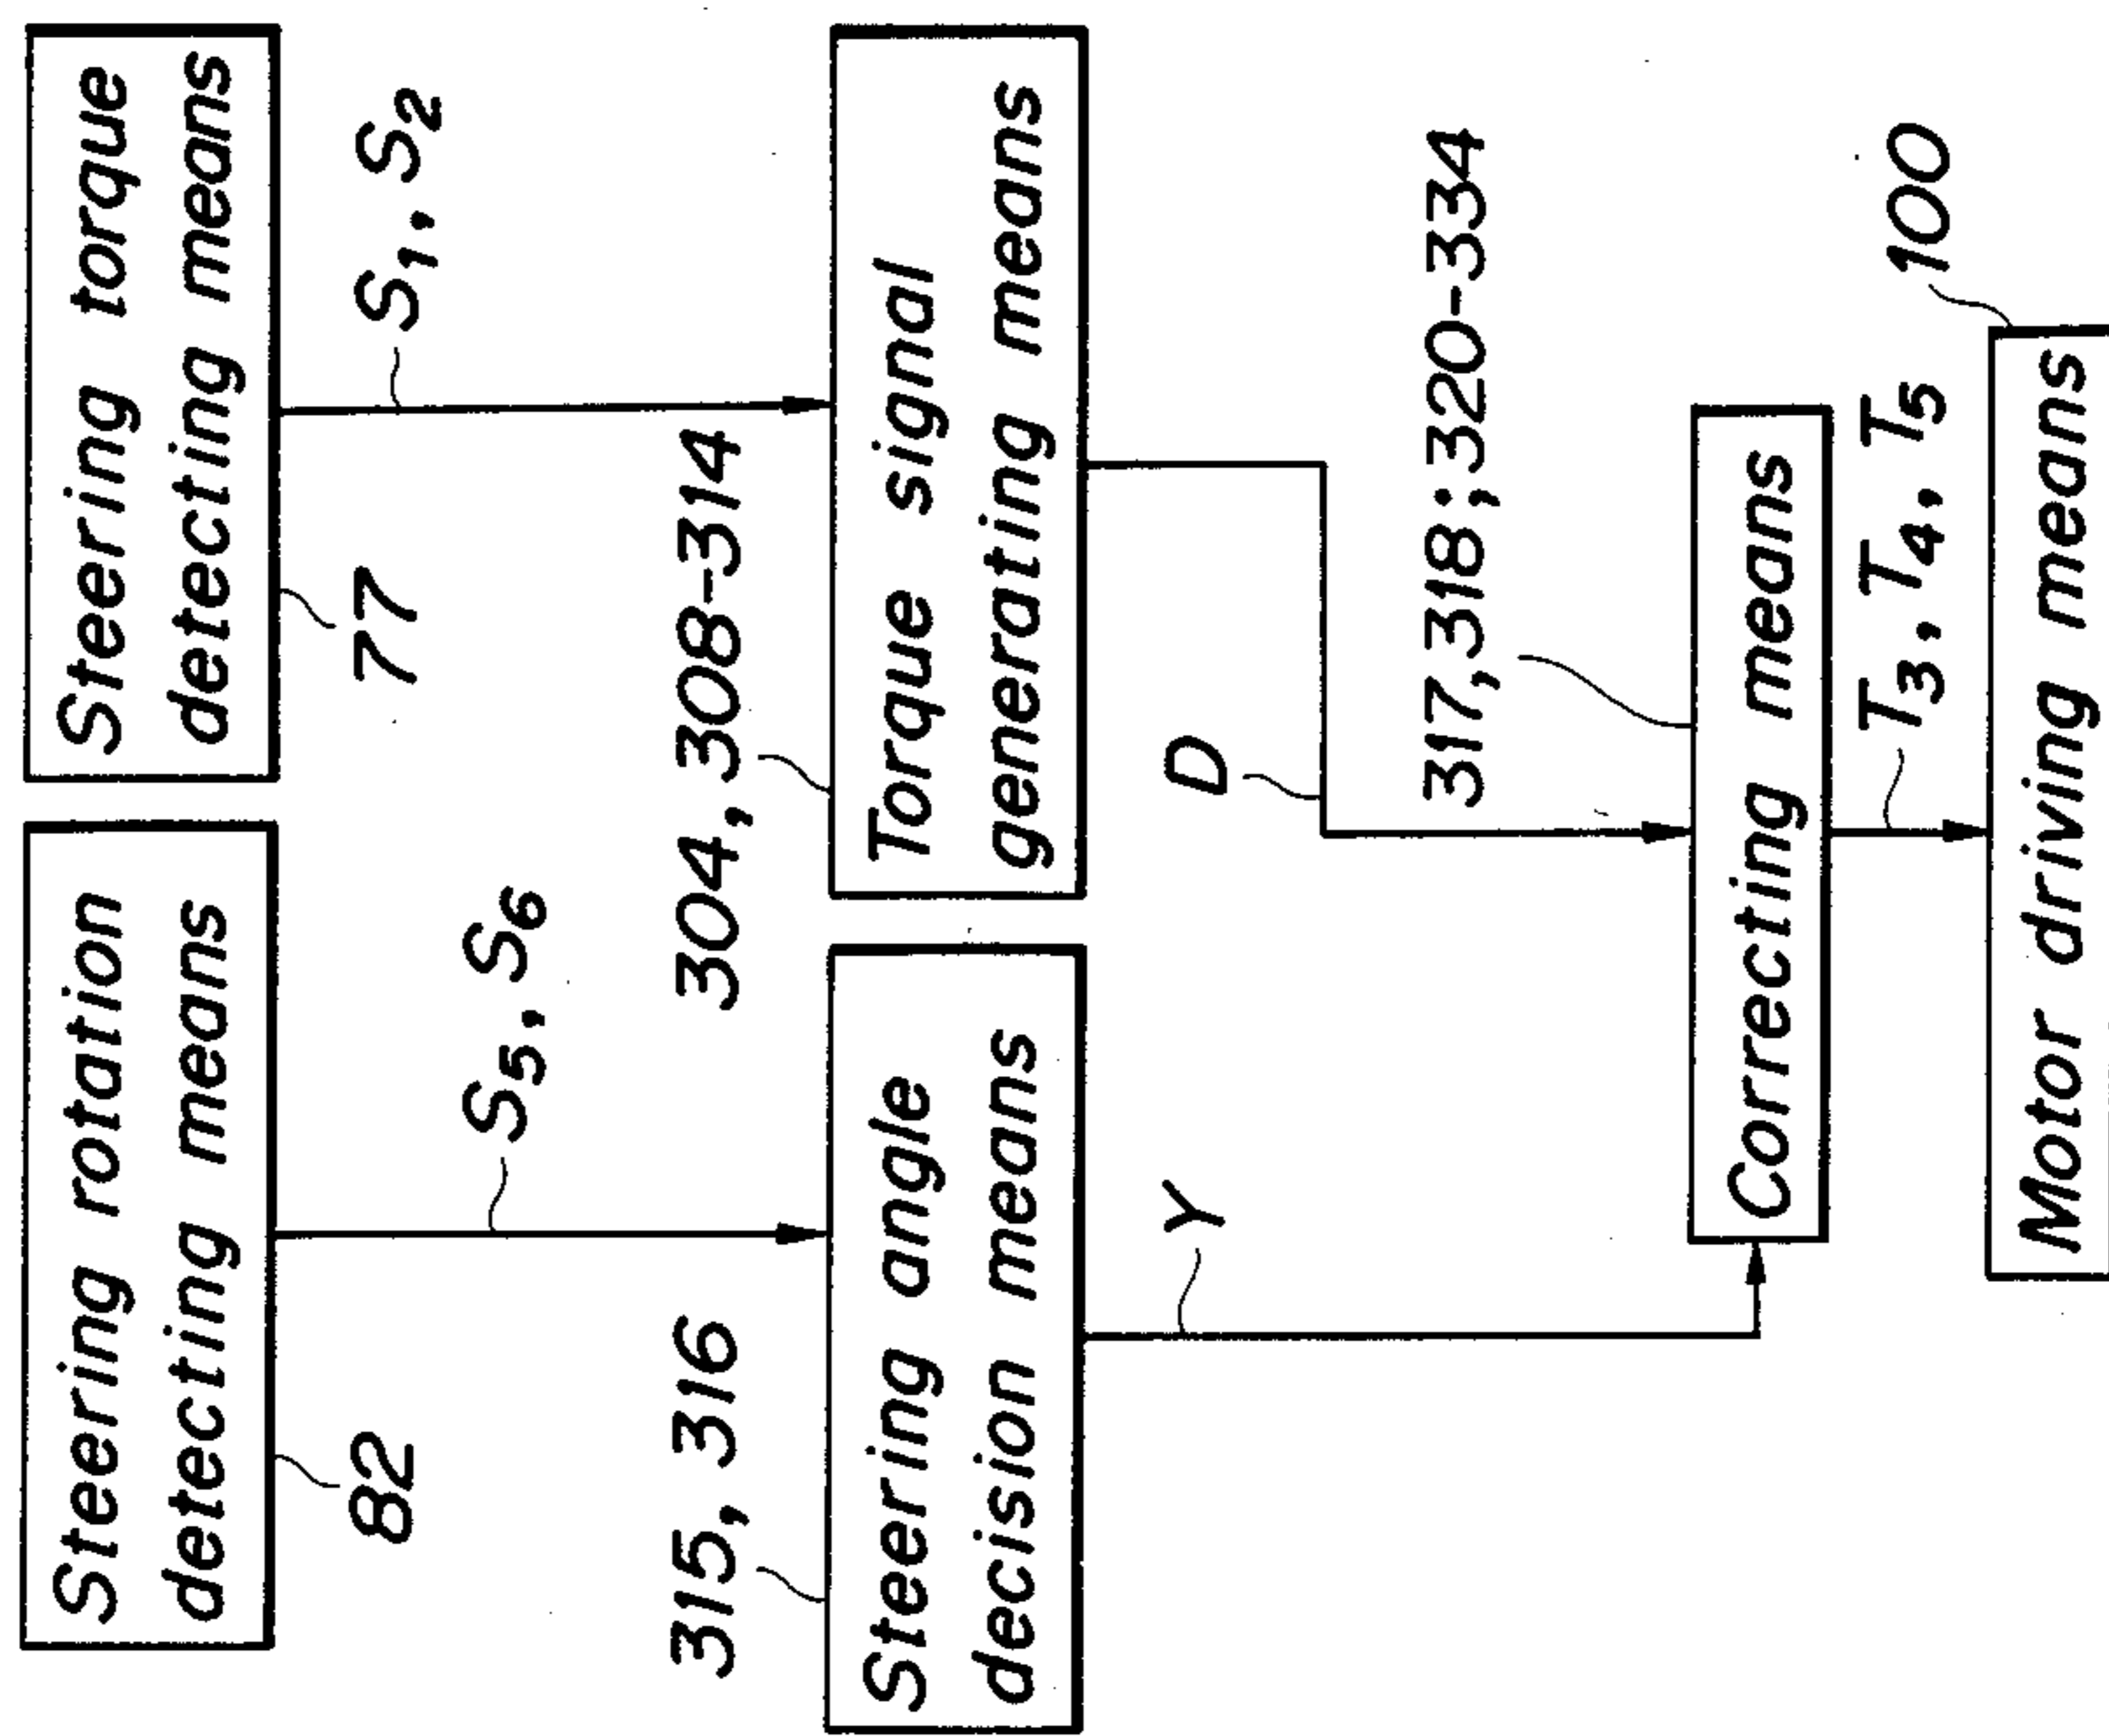 Steering rotation
detecting means
82
S5, S6
Steering torque
detecting means
77
S1, S2
315, 316
Steering angle
decision means
Y
304, 308-314
Torque signal
generating means
D
317,318;320-334
Correcting means
T3, T4, T5
100
Motor driving means